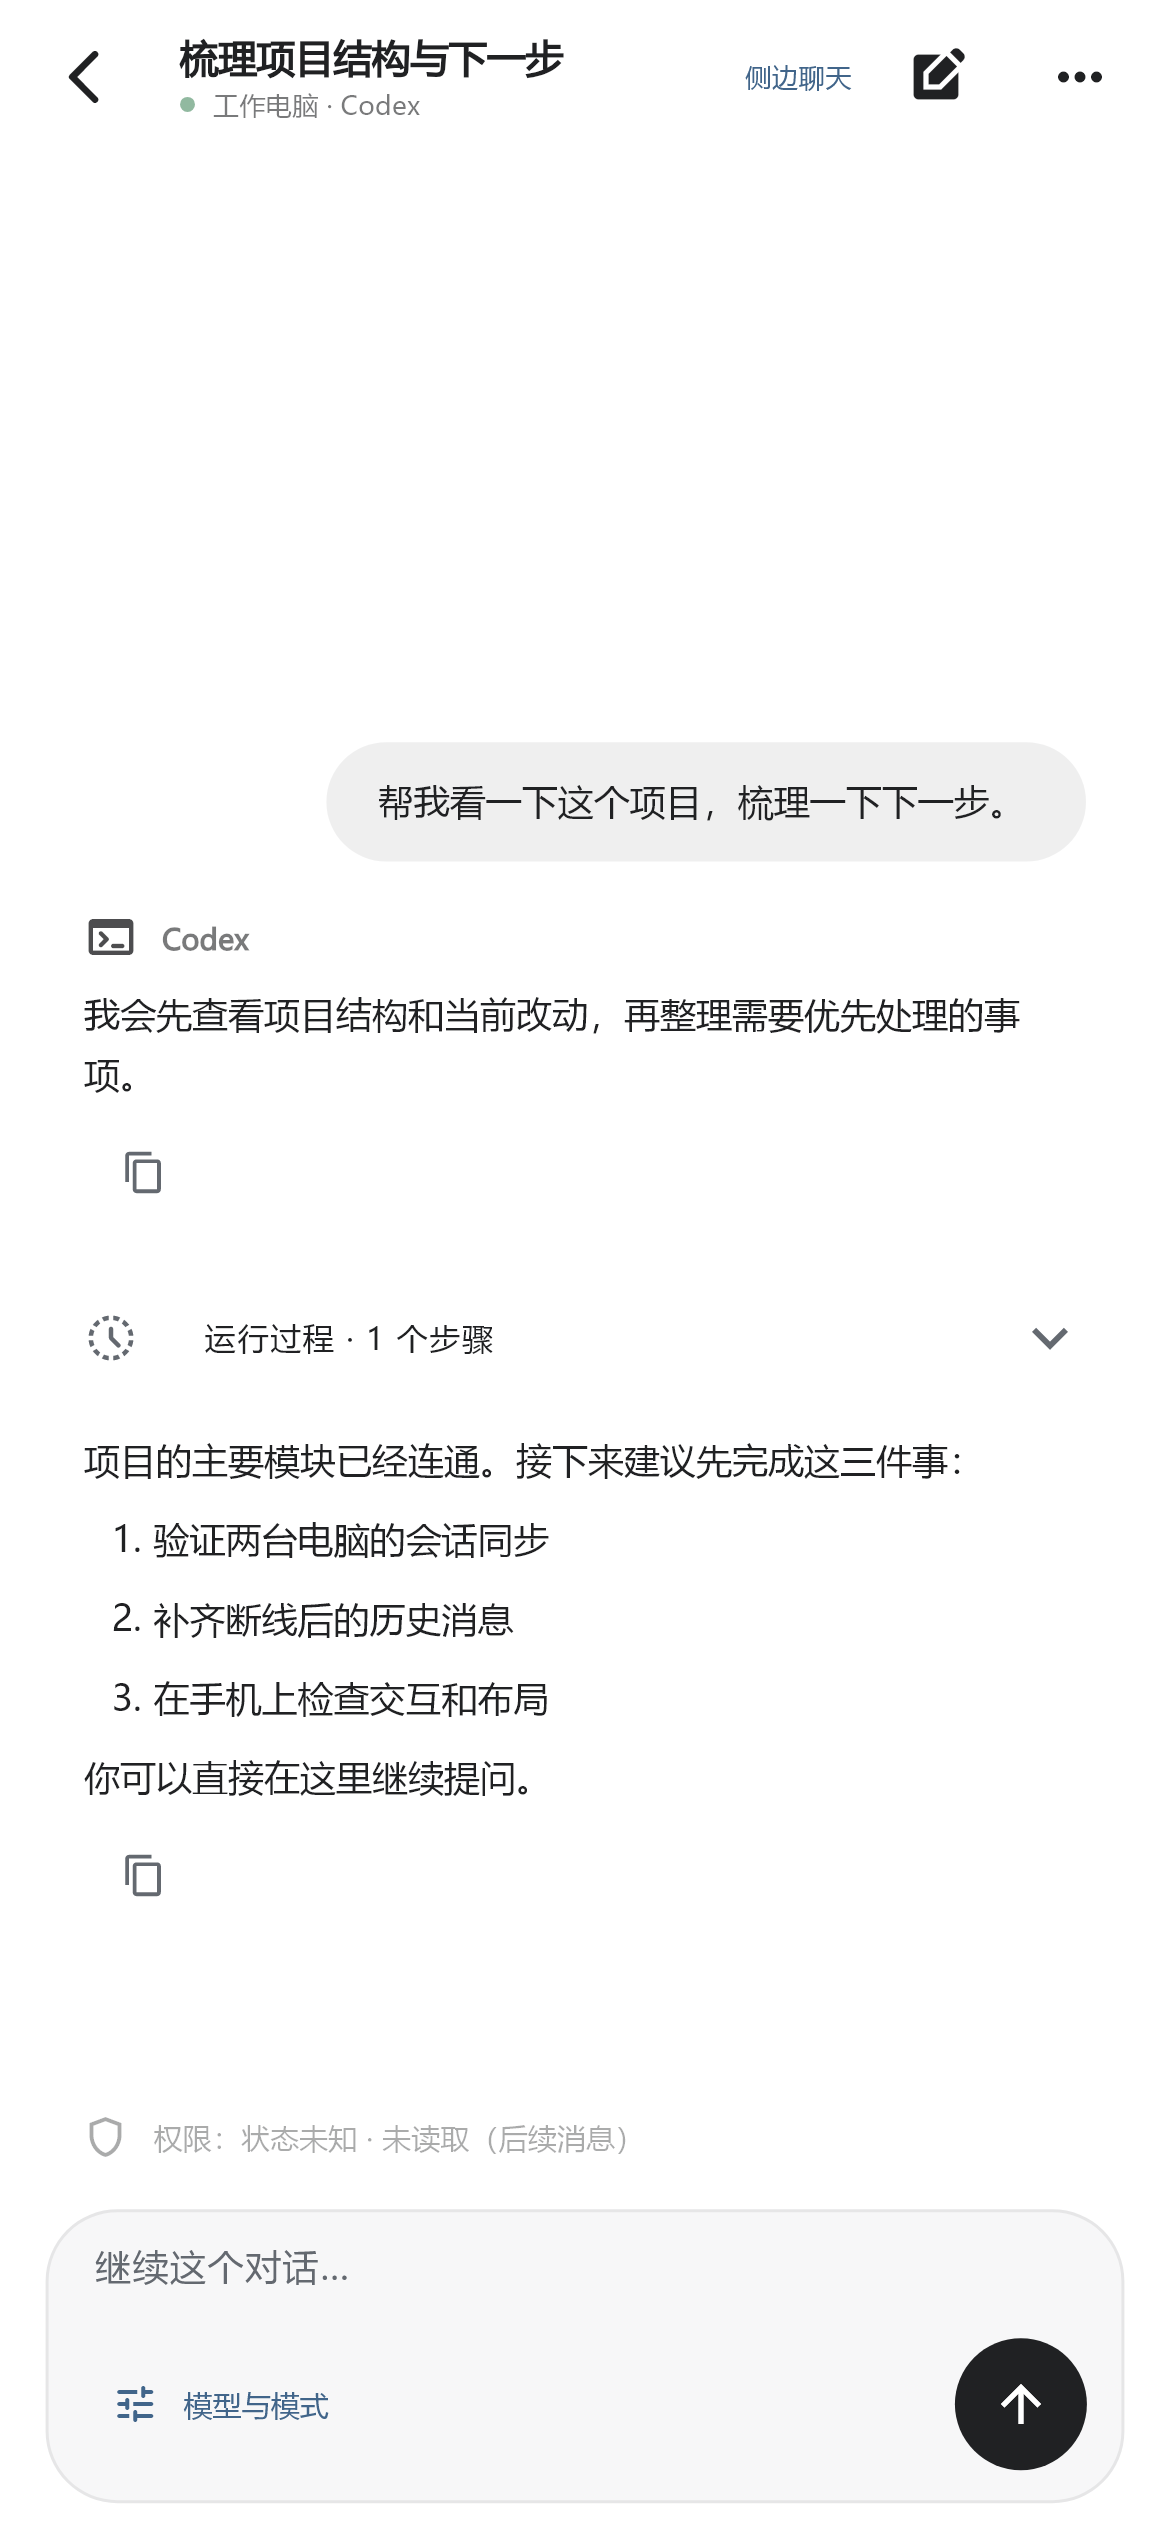 梳理项目结构与下一步
工作电脑 · Codex
侧边聊天
帮我看一下这个项目，梳理一下下一步。
Codex
我会先查看项目结构和当前改动，再整理需要优先处理的事
项。
运行过程 · 1 个步骤
项目的主要模块已经连通。接下来建议先完成这三件事：
1. 验证两台电脑的会话同步
2. 补齐断线后的历史消息
3. 在手机上检查交互和布局
你可以直接在这里继续提问。
权限：状态未知 · 未读取（后续消息）
继续这个对话...
模型与模式